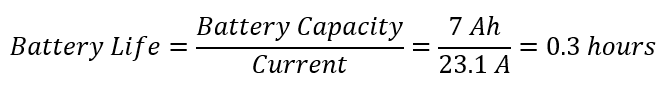 Battery Life = Battery Capacity / Current = 7 Ah / 23.1 A = 0.3 hours